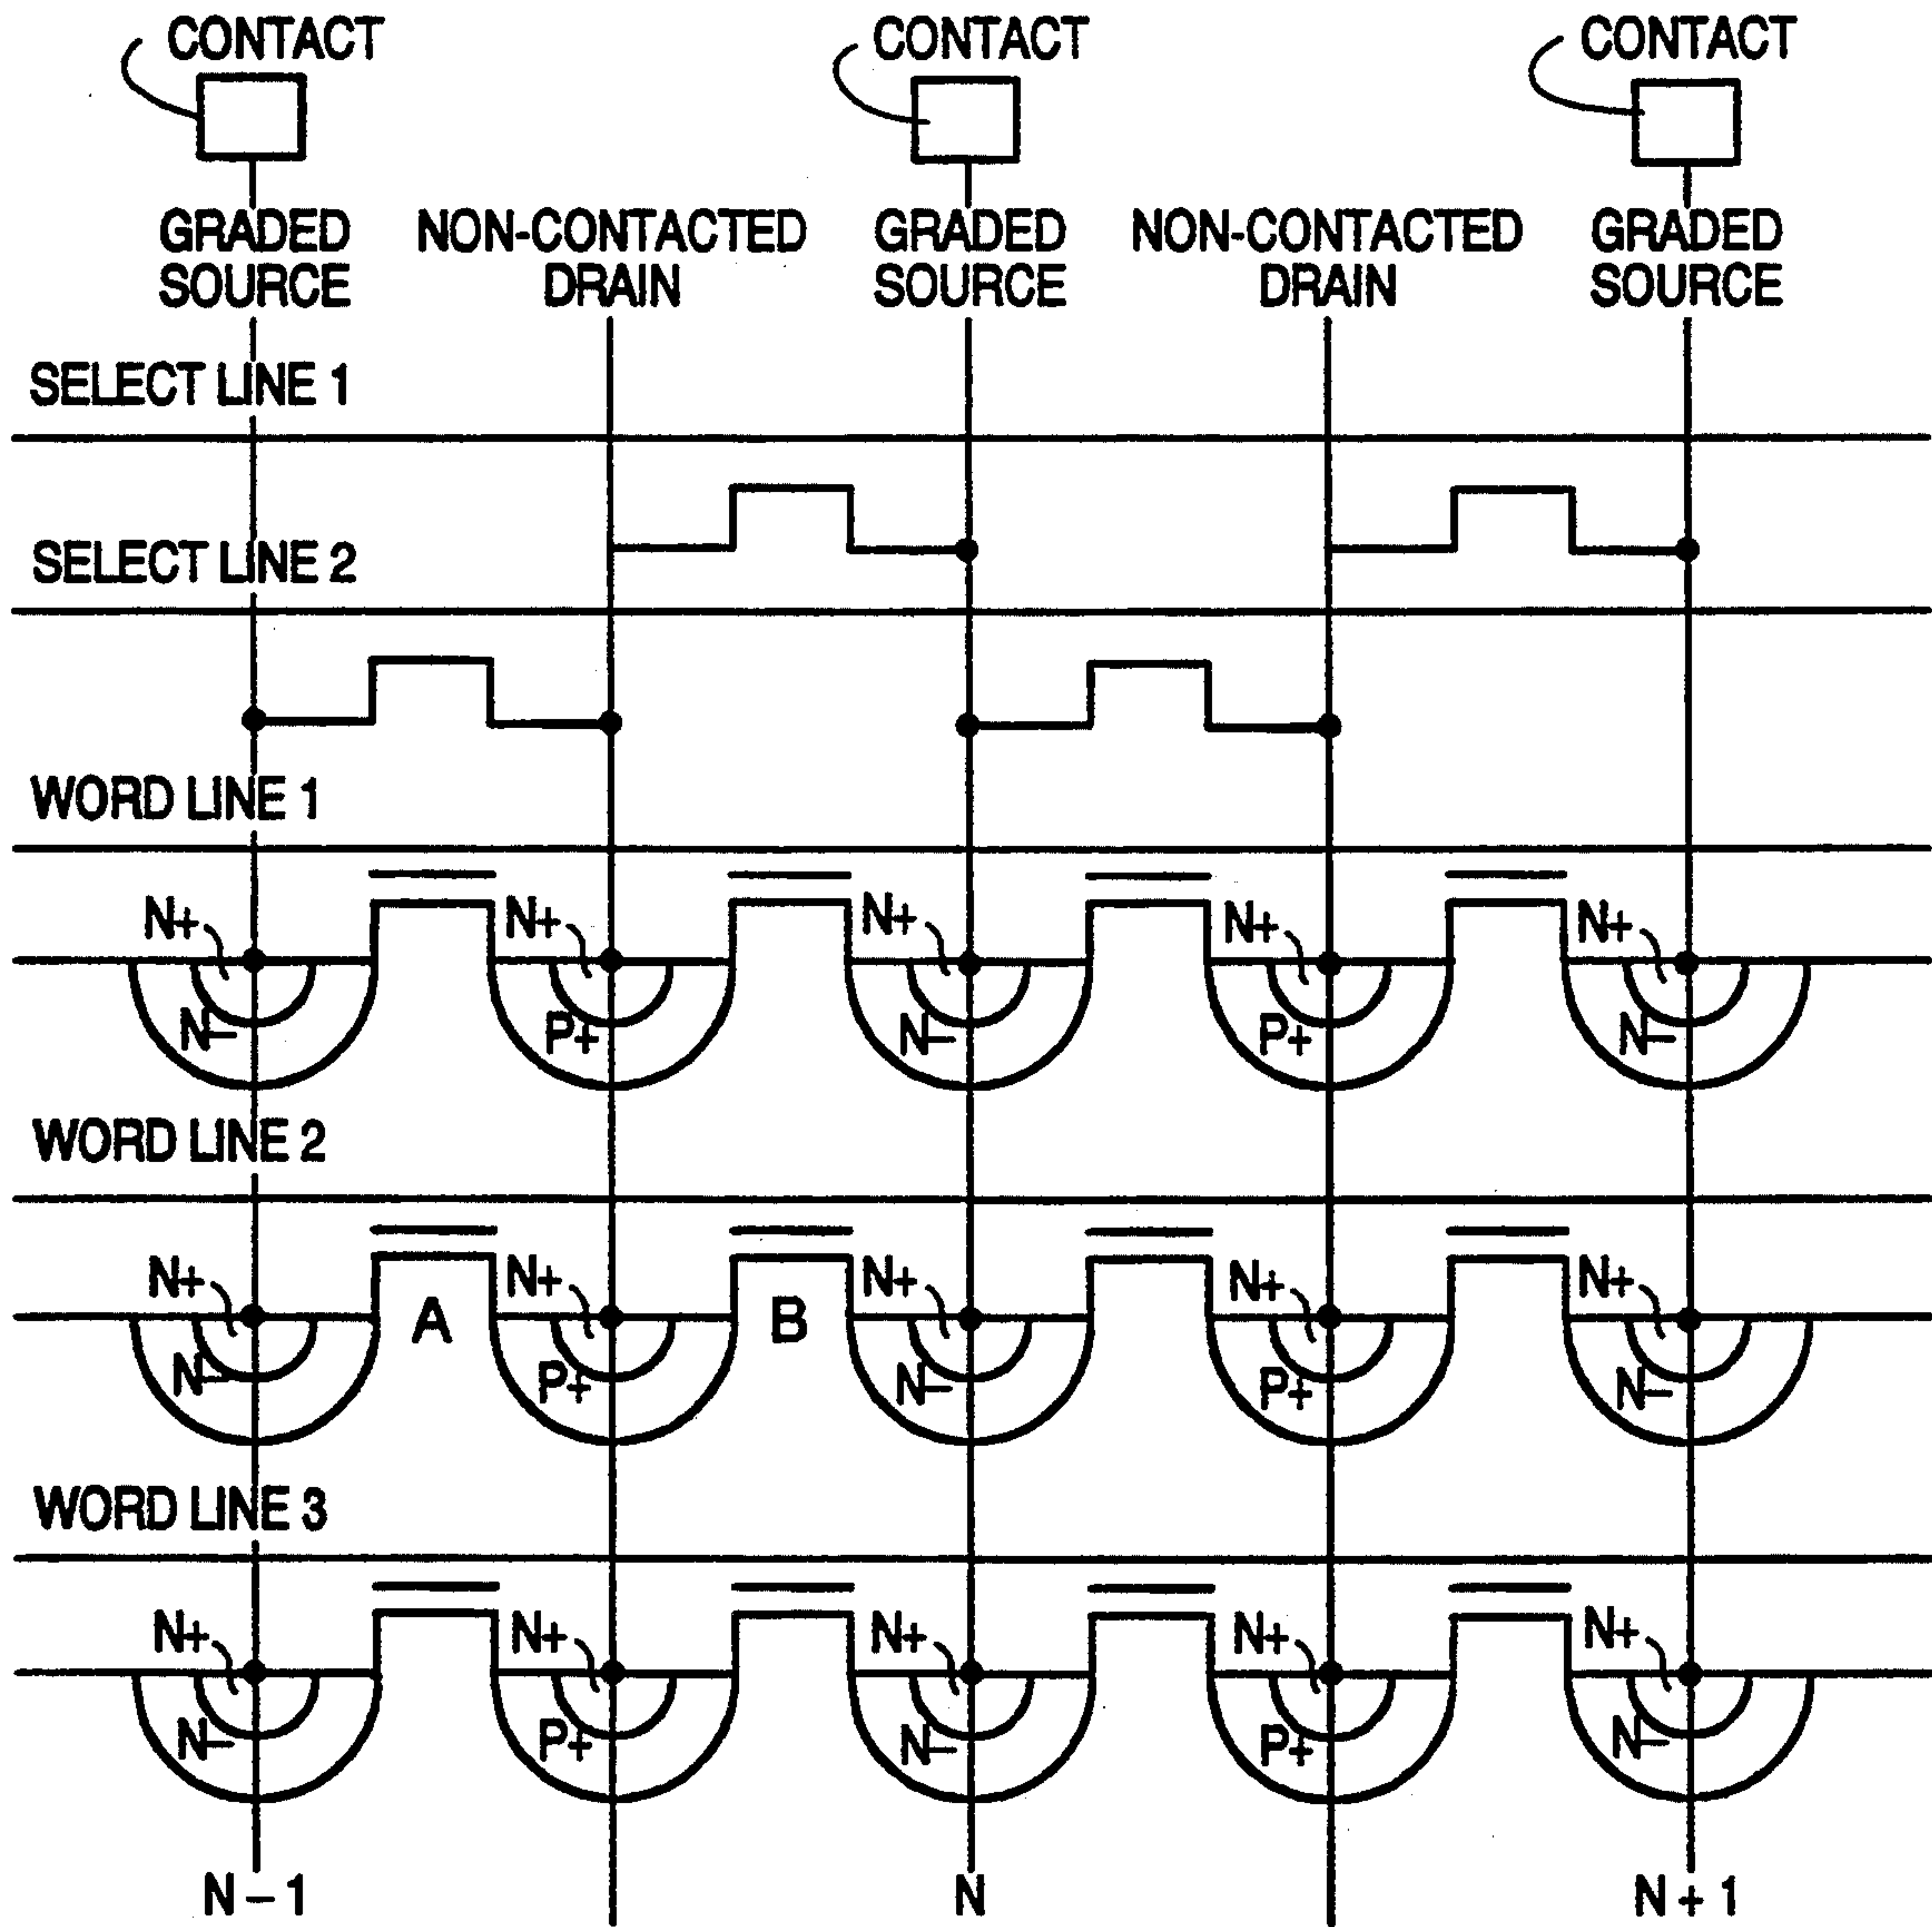 CONTACT CONTACT CONTACT
GRADED SOURCE NON-CONTACTED DRAIN GRADED SOURCE NON-CONTACTED DRAIN GRADED SOURCE
SELECT LINE 1
SELECT LINE 2
WORD LINE 1
N+ N+ N+ N+ N+
N- P+ N- P+ N-
WORD LINE 2
N+ N+ N+ N+ N+
A B
N- P+ N- P+ N-
WORD LINE 3
N+ N+ N+ N+ N+
N- P+ N- P+ N-
N-1 N N+1